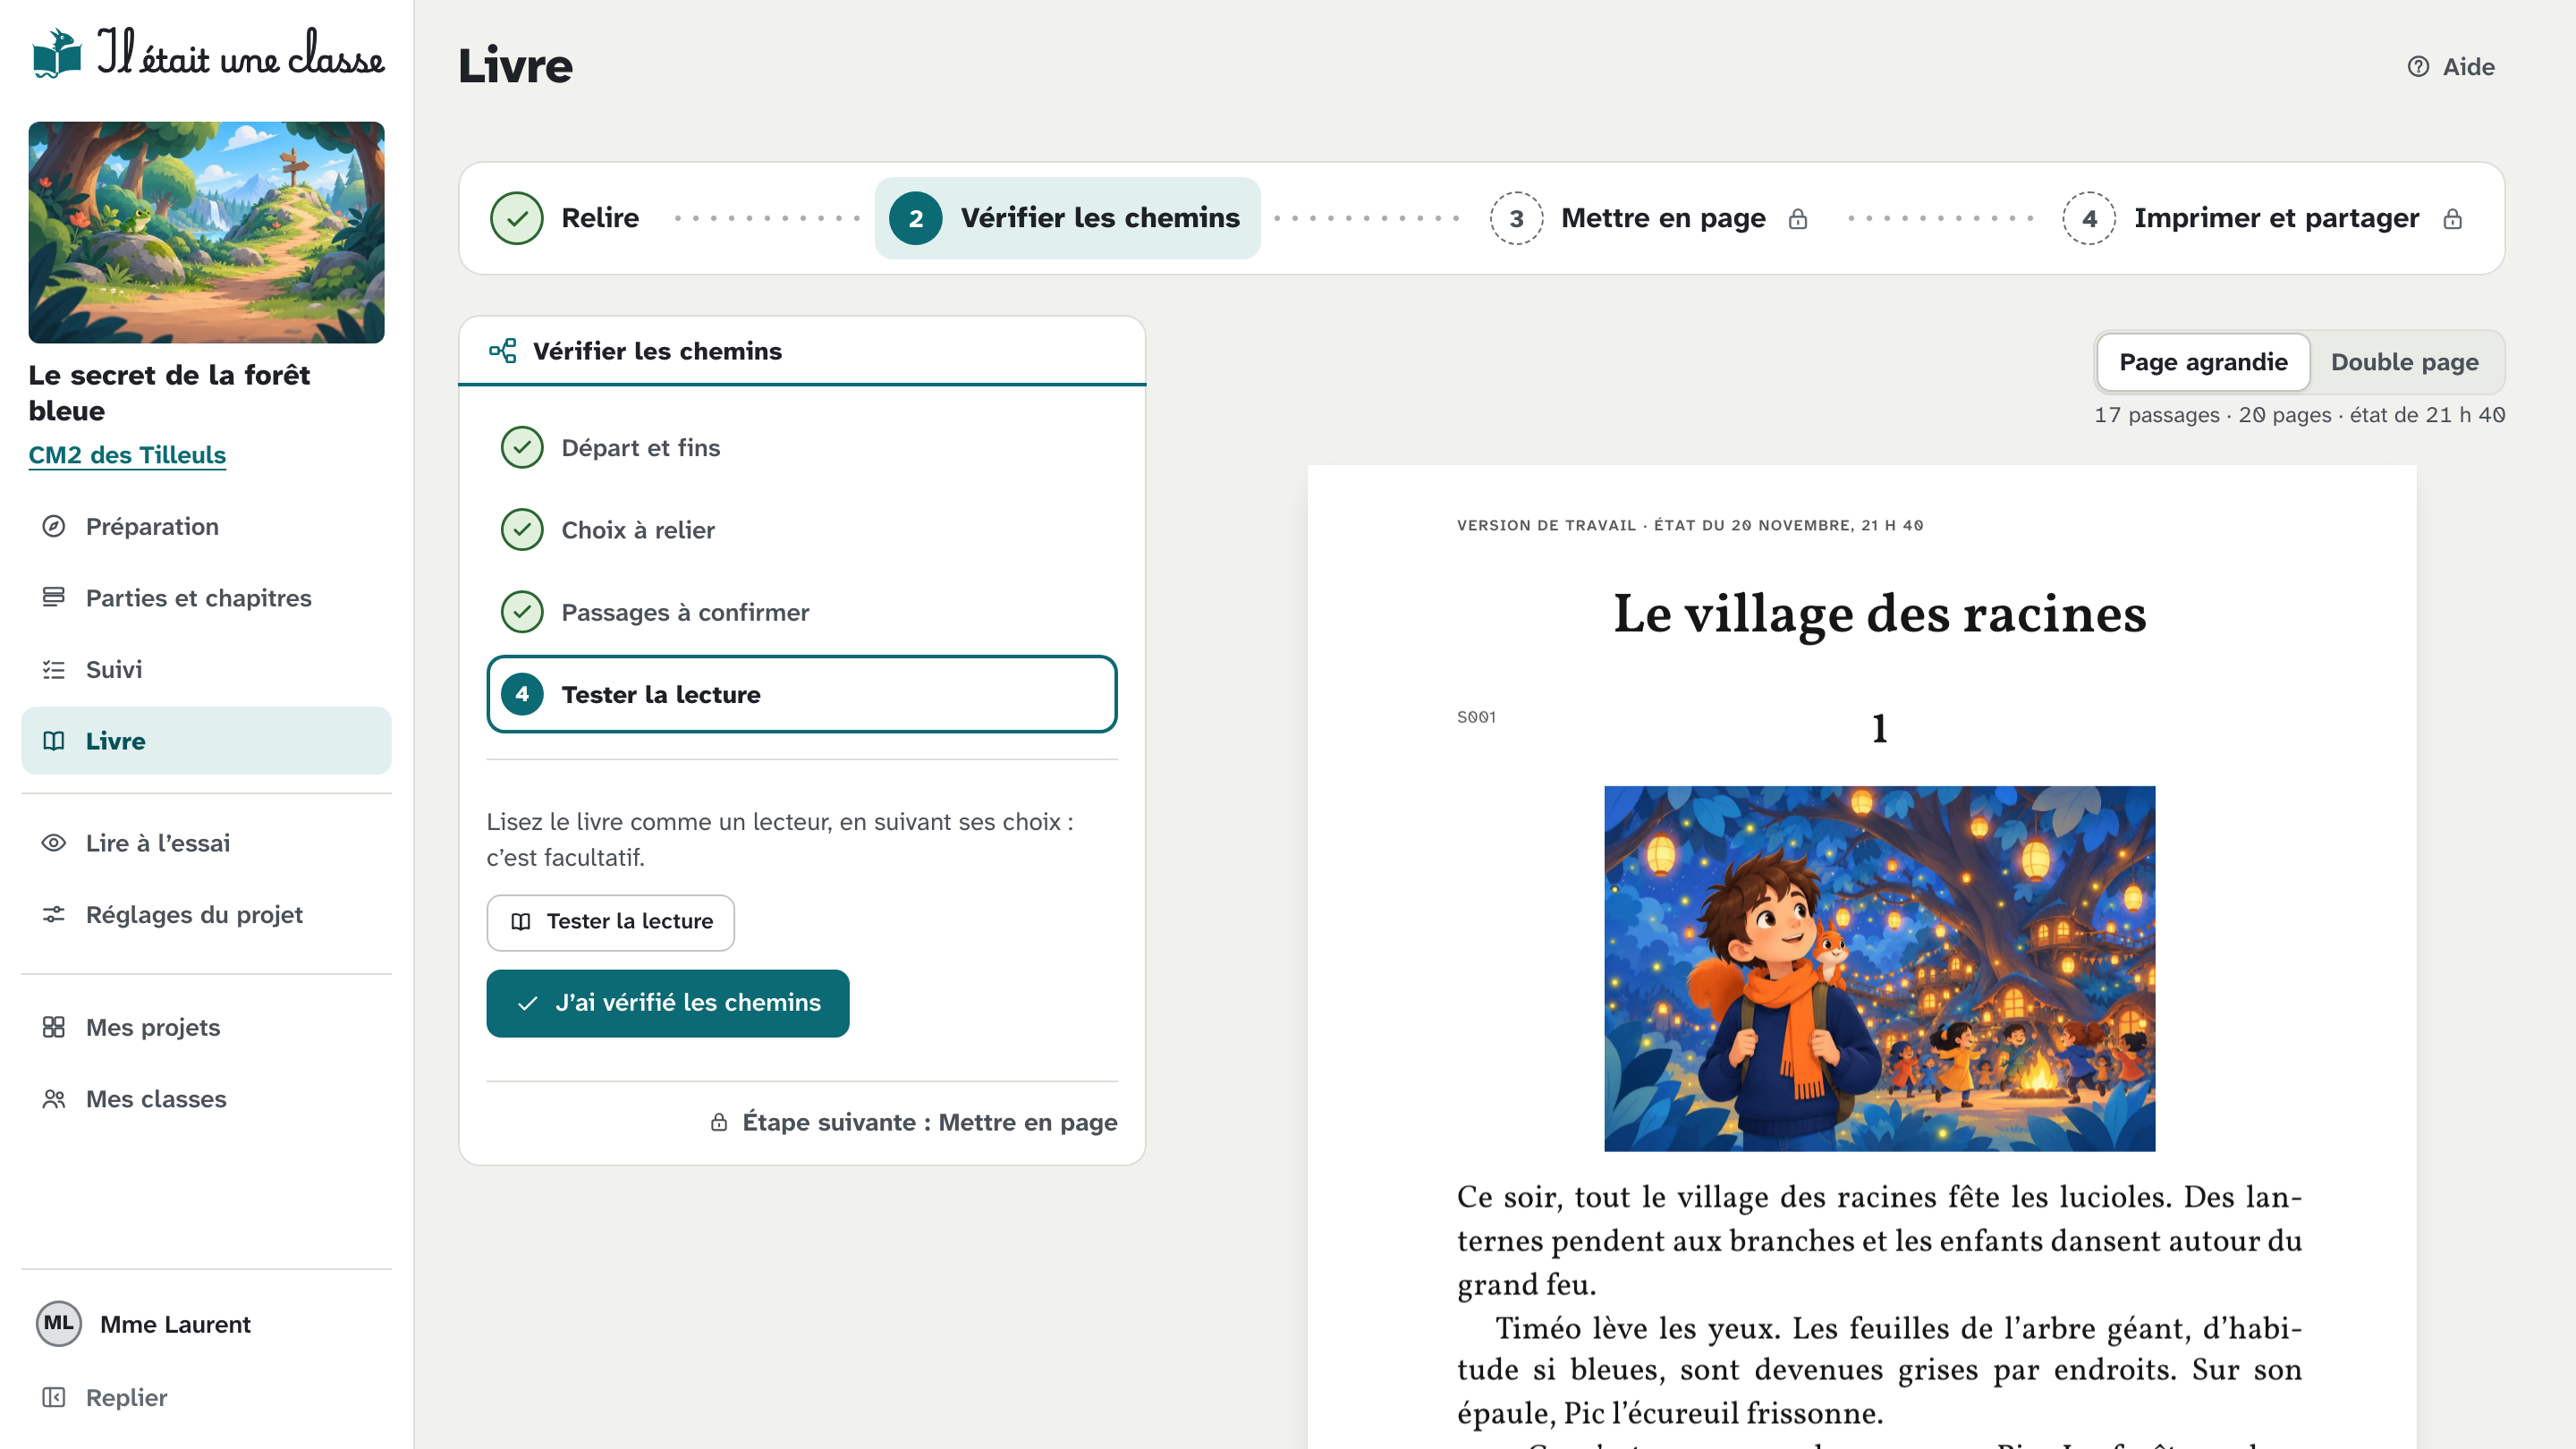 Il était une classe
Le secret de la forêt
bleue
CM2 des Tilleuls
Préparation
Parties et chapitres
Suivi
Livre
Lire à l’essai
Réglages du projet
Mes projets
Mes classes
ML Mme Laurent
Replier
Livre
Aide
Relire
2 Vérifier les chemins
3 Mettre en page
4 Imprimer et partager
Vérifier les chemins
Départ et fins
Choix à relier
Passages à confirmer
4 Tester la lecture
Lisez le livre comme un lecteur, en suivant ses choix :
c’est facultatif.
Tester la lecture
J’ai vérifié les chemins
Étape suivante : Mettre en page
Page agrandie
Double page
17 passages · 20 pages · état de 21 h 40
VERSION DE TRAVAIL · ÉTAT DU 20 NOVEMBRE, 21 H 40
Le village des racines
S001
1
Ce soir, tout le village des racines fête les lucioles. Des lan-
ternes pendent aux branches et les enfants dansent autour du
grand feu.
Timéo lève les yeux. Les feuilles de l’arbre géant, d’habi-
tude si bleues, sont devenues grises par endroits. Sur son
épaule, Pic l’écureuil frissonne.